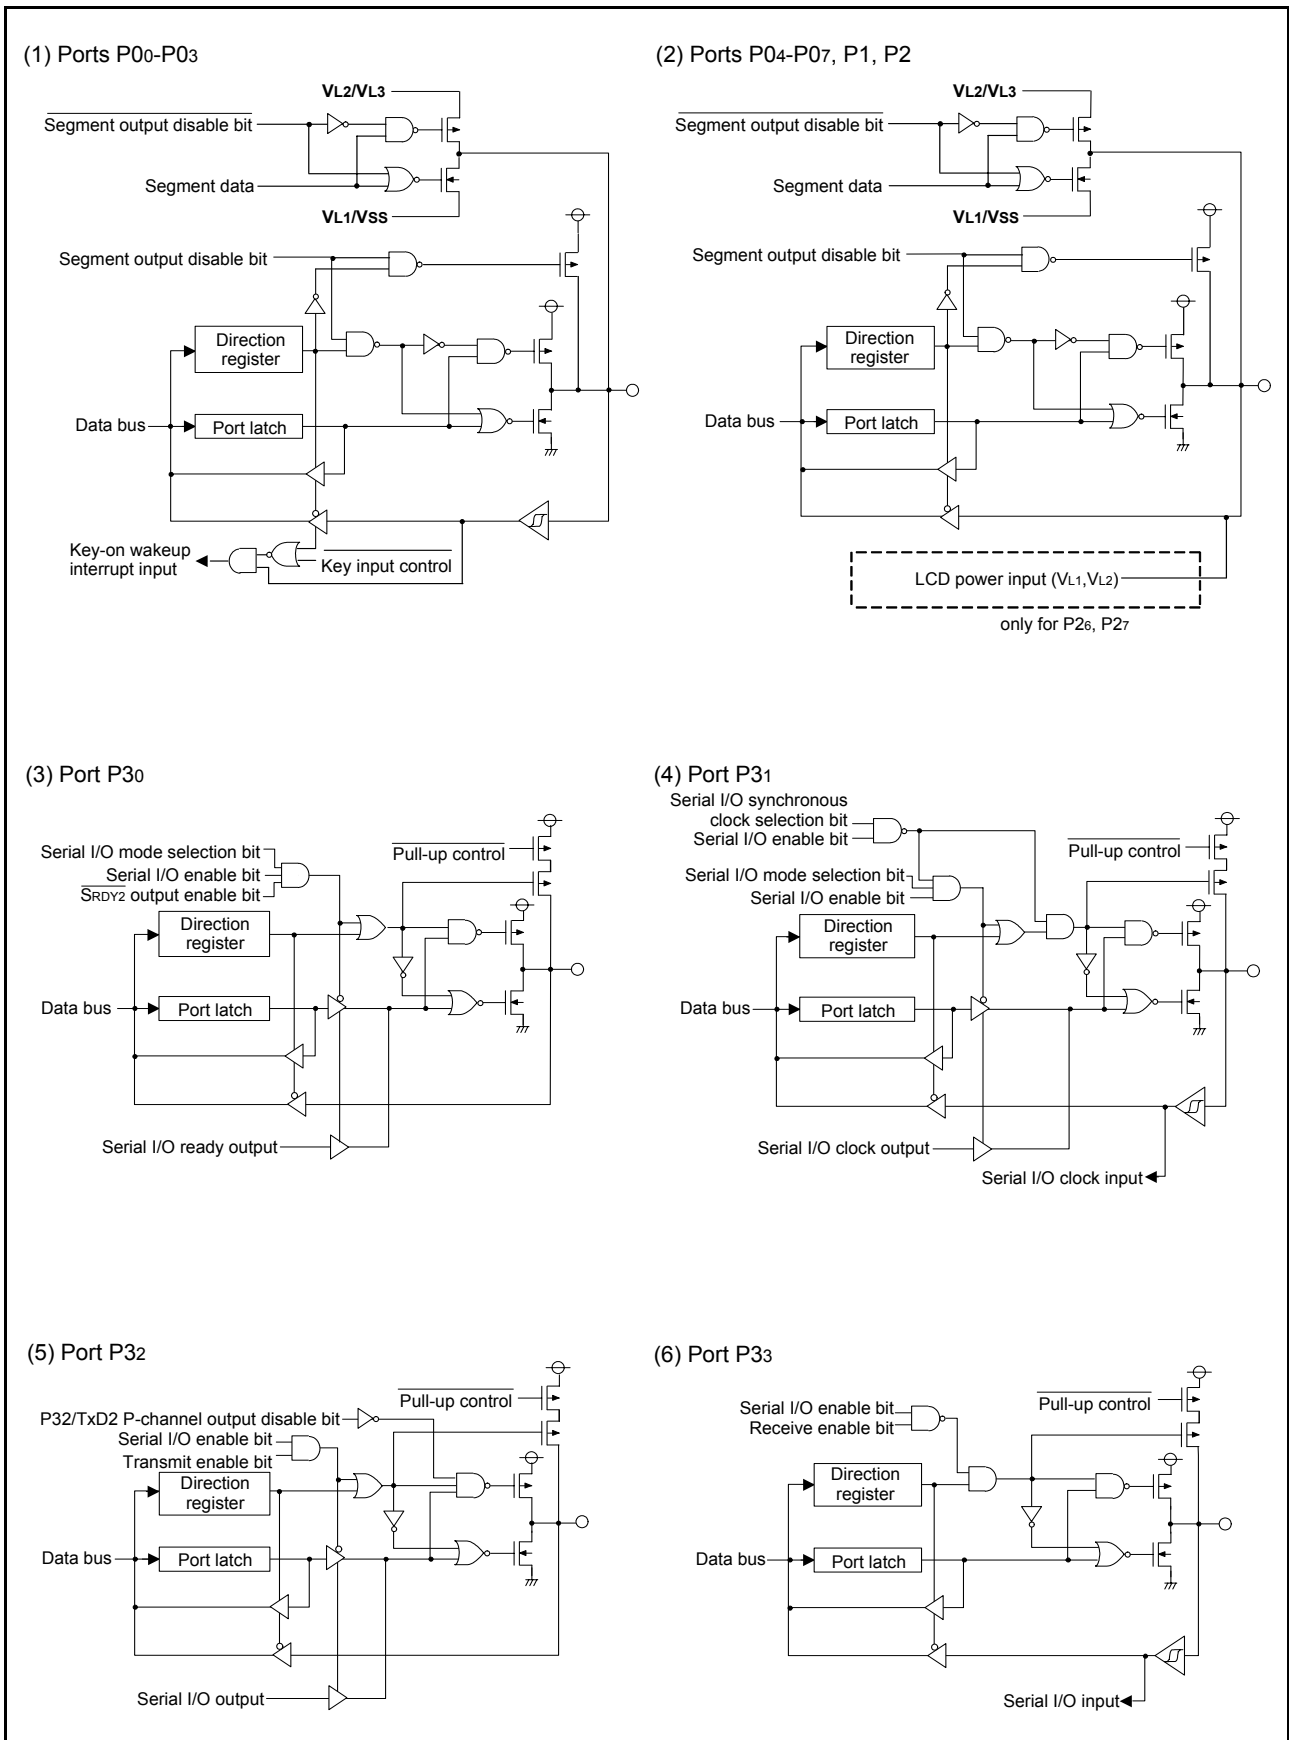 (1) Ports P00-P03
VL2/VL3
Segment output disable bit
Segment data
VL1/VSS
Segment output disable bit
Direction
register
Data bus
Port latch
Key-on wakeup
interrupt input
Key input control
(2) Ports P04-P07, P1, P2
VL2/VL3
Segment output disable bit
Segment data
VL1/VSS
Segment output disable bit
Direction
register
Data bus
Port latch
LCD power input (VL1,VL2)
only for P26, P27
(3) Port P30
Pull-up control
Serial I/O mode selection bit
Serial I/O enable bit
SRDY2 output enable bit
Direction
register
Data bus
Port latch
Serial I/O ready output
(4) Port P31
Serial I/O synchronous
clock selection bit
Serial I/O enable bit
Pull-up control
Serial I/O mode selection bit
Serial I/O enable bit
Direction
register
Data bus
Port latch
Serial I/O clock output
Serial I/O clock input
(5) Port P32
Pull-up control
P32/TxD2 P-channel output disable bit
Serial I/O enable bit
Transmit enable bit
Direction
register
Data bus
Port latch
Serial I/O output
(6) Port P33
Pull-up control
Serial I/O enable bit
Receive enable bit
Direction
register
Data bus
Port latch
Serial I/O input